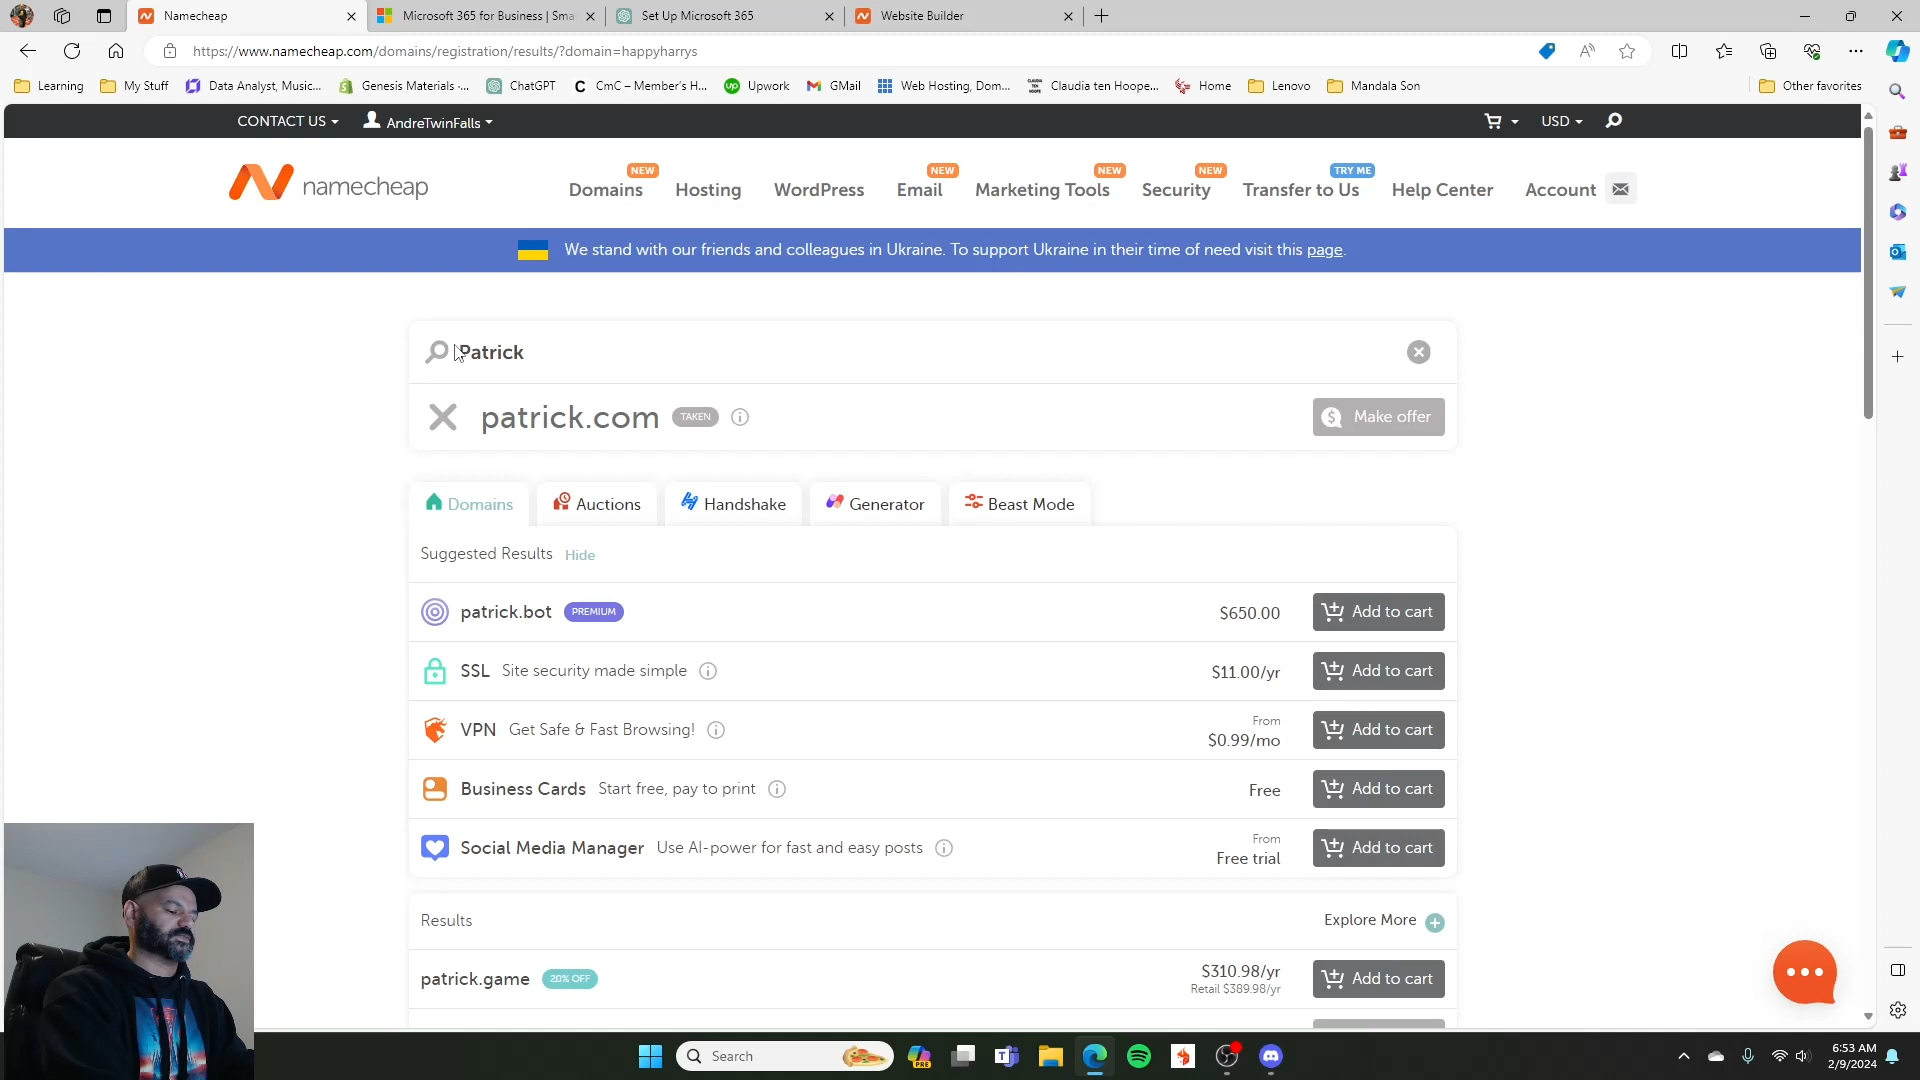 Namecheap
Microsoft 365 for Business | Sma
Set Up Microsoft 365
Website Builder
https://www.namecheap.com/domains/registration/results/?domain=happyharrys
Learning
My Stuff
Data Analyst, Music...
Genesis Materials -...
ChatGPT
CmC – Member's H...
Upwork
GMail
Web Hosting, Dom...
Claudia ten Hoope...
Home
Lenovo
Mandala Son
Other favorites
CONTACT US
AndreTwinFalls
USD
namecheap
NEW
NEW
NEW
NEW
TRY ME
Domains
Hosting
WordPress
Email
Marketing Tools
Security
Transfer to Us
Help Center
Account
We stand with our friends and colleagues in Ukraine. To support Ukraine in their time of need visit this page.
Patrick
patrick.com TAKEN
Make offer
Domains
Auctions
Handshake
Generator
Beast Mode
Suggested Results Hide
patrick.bot PREMIUM
$650.00
Add to cart
SSL Site security made simple
$11.00/yr
Add to cart
VPN Get Safe & Fast Browsing!
From
$0.99/mo
Add to cart
Business Cards Start free, pay to print
Free
Add to cart
Social Media Manager Use AI-power for fast and easy posts
From
Free trial
Add to cart
Results
Explore More
patrick.game 20% OFF
$310.98/yr
Retail $389.98/yr
Add to cart
Search
PRE
6:53 AM
2/9/2024